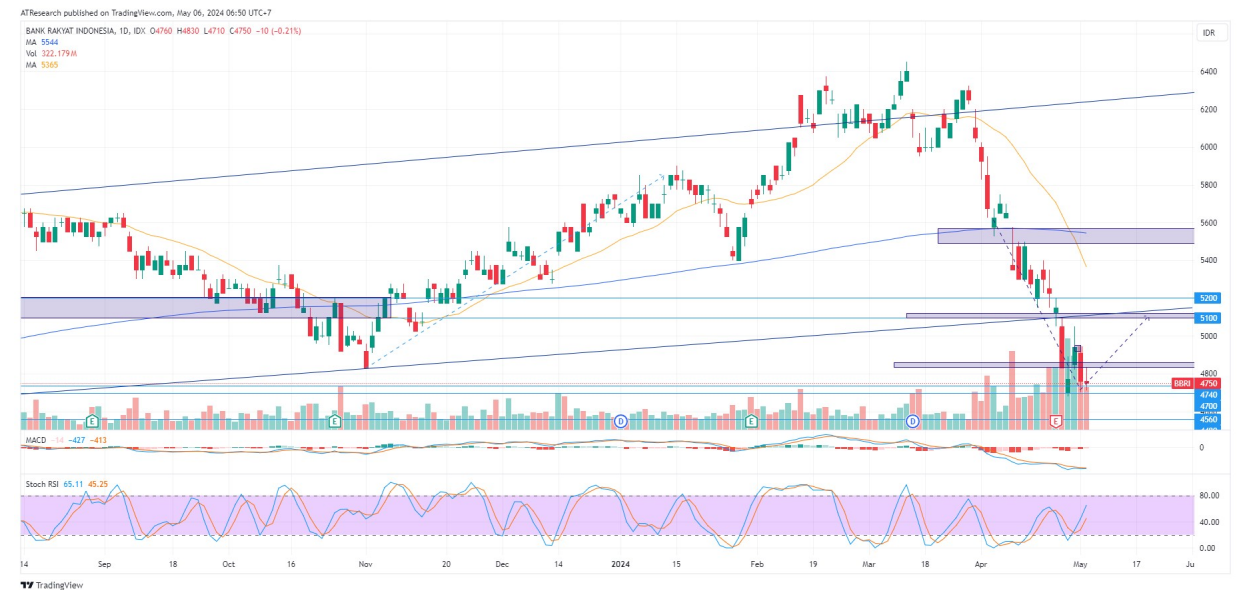 ATResearch published on TradingView.com, May 06, 2024 06:50 UTC+7
BANK RAKYAT INDONESIA, 1D, IDX O4760 H4830 L4710 C4750 −10 (−0.21%)
IDR
MA 5544
Vol 322.179M
MA 5365
6400
6200
6000
5800
5600
5400
5200
5100
5000
4800
BBRI 4750
4740
4700
4560
E
E
D
E
D
E
MACD −14 −427 −413
0
Stoch RSI 65.11 45.25
80.00
40.00
0.00
14 Sep 18 Oct 16 Nov 20 Dec 14 2024 15 Feb 19 Mar 18 Apr May 17 Ju
TradingView